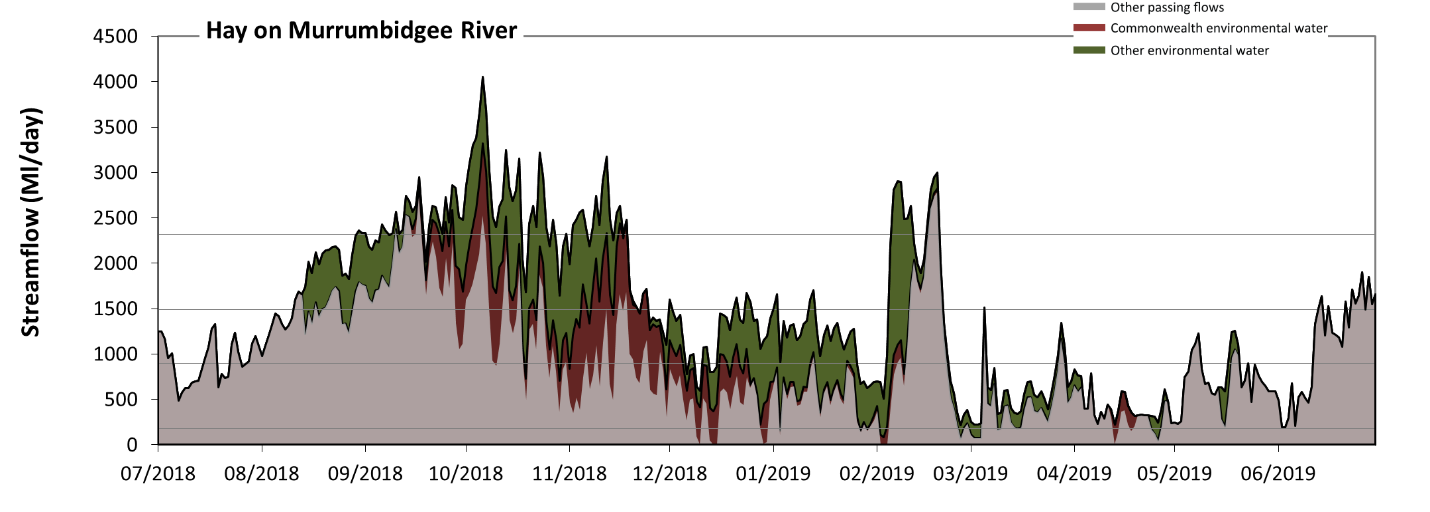 Other passing flows
Commonwealth environmental water
Other environmental water
Hay on Murrumbidgee River
Streamflow (Ml/day)
4500
4000
3500
3000
2500
2000
1500
1000
500
0
07/2018 08/2018 09/2018 10/2018 11/2018 12/2018 01/2019 02/2019 03/2019 04/2019 05/2019 06/2019